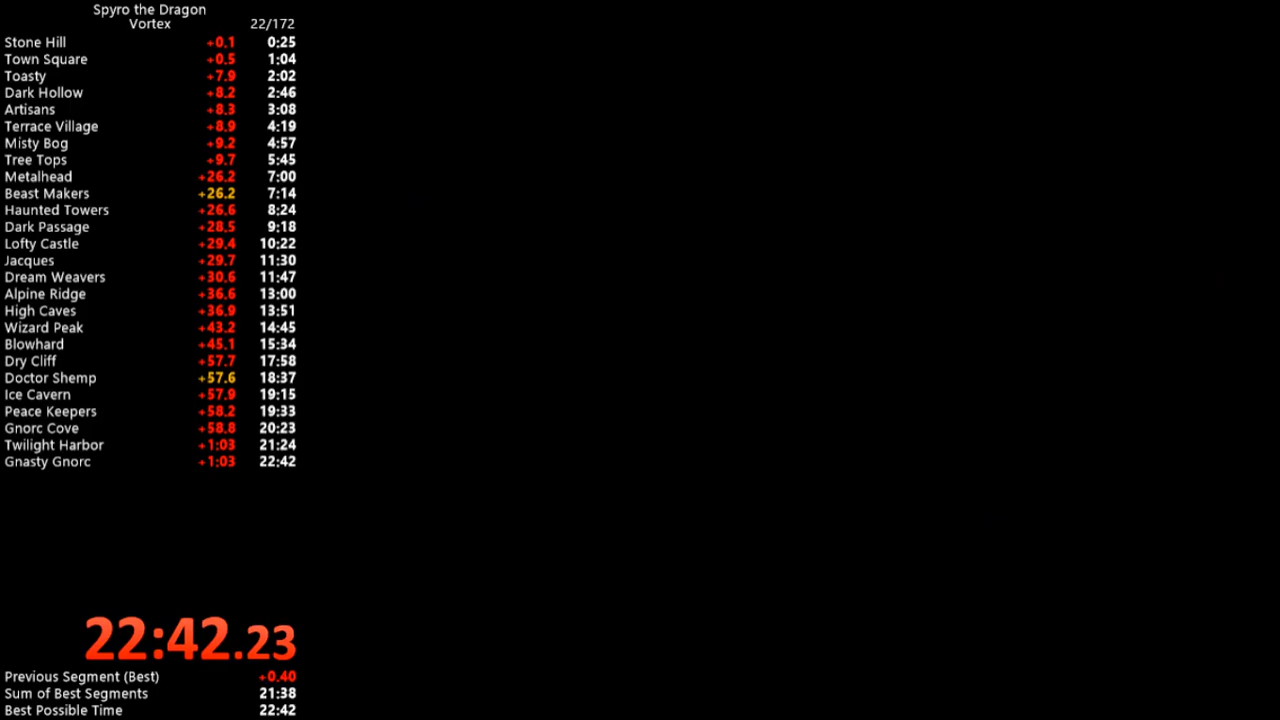 Spyro the Dragon
Vortex 22/172
Stone Hill +0.1 0:25
Town Square +0.5 1:04
Toasty +7.9 2:02
Dark Hollow +8.2 2:46
Artisans +8.3 3:08
Terrace Village +8.9 4:19
Misty Bog +9.2 4:57
Tree Tops +9.7 5:45
Metalhead +26.2 7:00
Beast Makers +26.2 7:14
Haunted Towers +26.6 8:24
Dark Passage +28.5 9:18
Lofty Castle +29.4 10:22
Jacques +29.7 11:30
Dream Weavers +30.6 11:47
Alpine Ridge +36.6 13:00
High Caves +36.9 13:51
Wizard Peak +43.2 14:45
Blowhard +45.1 15:34
Dry Cliff +57.7 17:58
Doctor Shemp +57.6 18:37
Ice Cavern +57.9 19:15
Peace Keepers +58.2 19:33
Gnorc Cove +58.8 20:23
Twilight Harbor +1:03 21:24
Gnasty Gnorc +1:03 22:42
22:42.23
Previous Segment (Best) +0.40
Sum of Best Segments 21:38
Best Possible Time 22:42